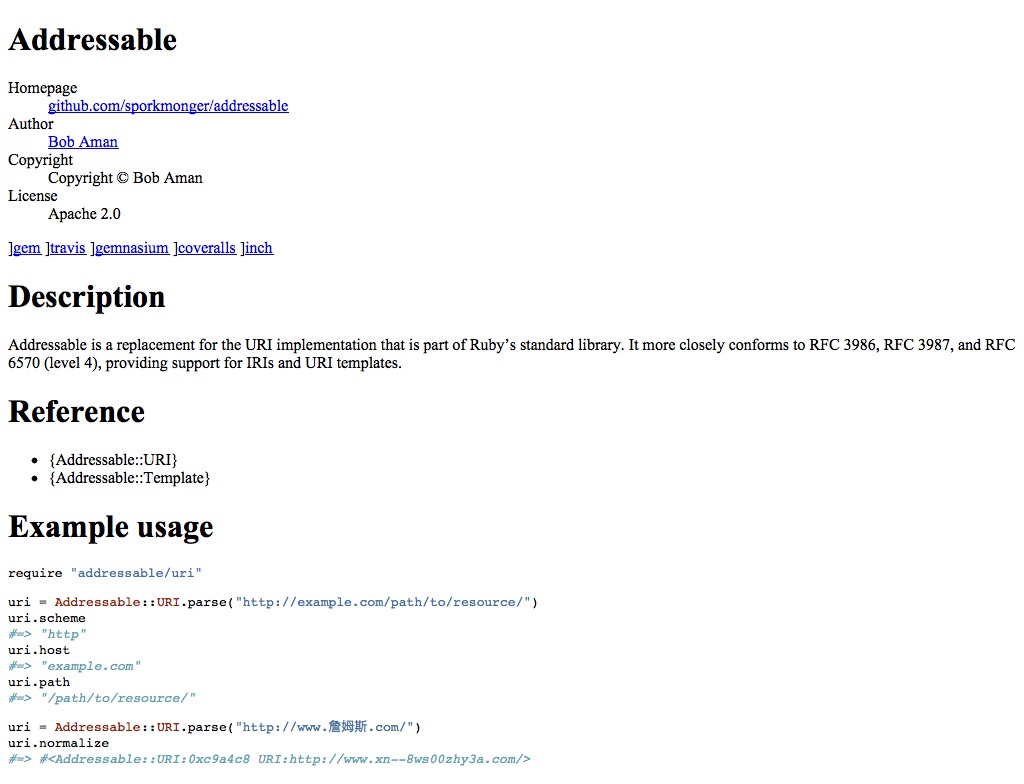 Addressable
Homepage
github.com/sporkmonger/addressable
Author
Bob Aman
Copyright
Copyright © Bob Aman
License
Apache 2.0
]gem ]travis ]gemnasium ]coveralls ]inch
Description
Addressable is a replacement for the URI implementation that is part of Ruby’s standard library. It more closely conforms to RFC 3986, RFC 3987, and RFC
6570 (level 4), providing support for IRIs and URI templates.
Reference
• {Addressable::URI}
• {Addressable::Template}
Example usage
require "addressable/uri"
uri = Addressable::URI.parse("http://example.com/path/to/resource/")
uri.scheme
#=> "http"
uri.host
#=> "example.com"
uri.path
#=> "/path/to/resource/"
uri = Addressable::URI.parse("http://www.詹姆斯.com/")
uri.normalize
#=> #<Addressable::URI:0xc9a4c8 URI:http://www.xn--8ws00zhy3a.com/>